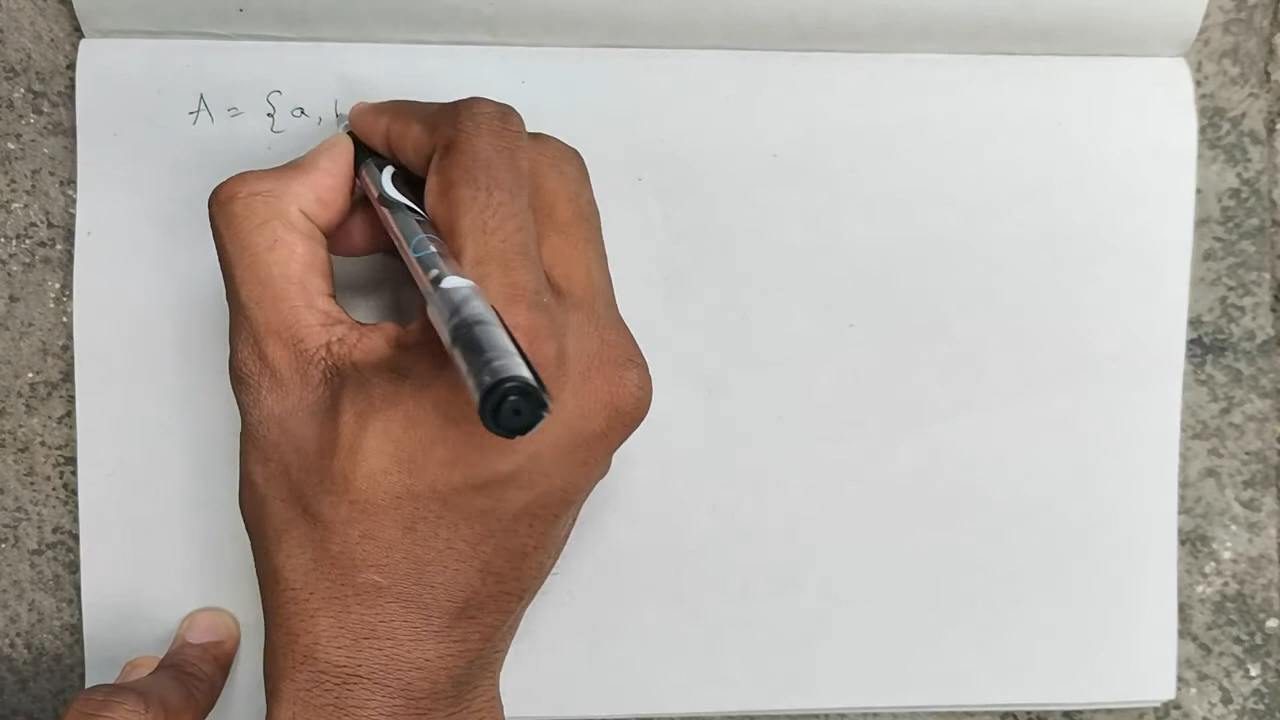 A = {a,